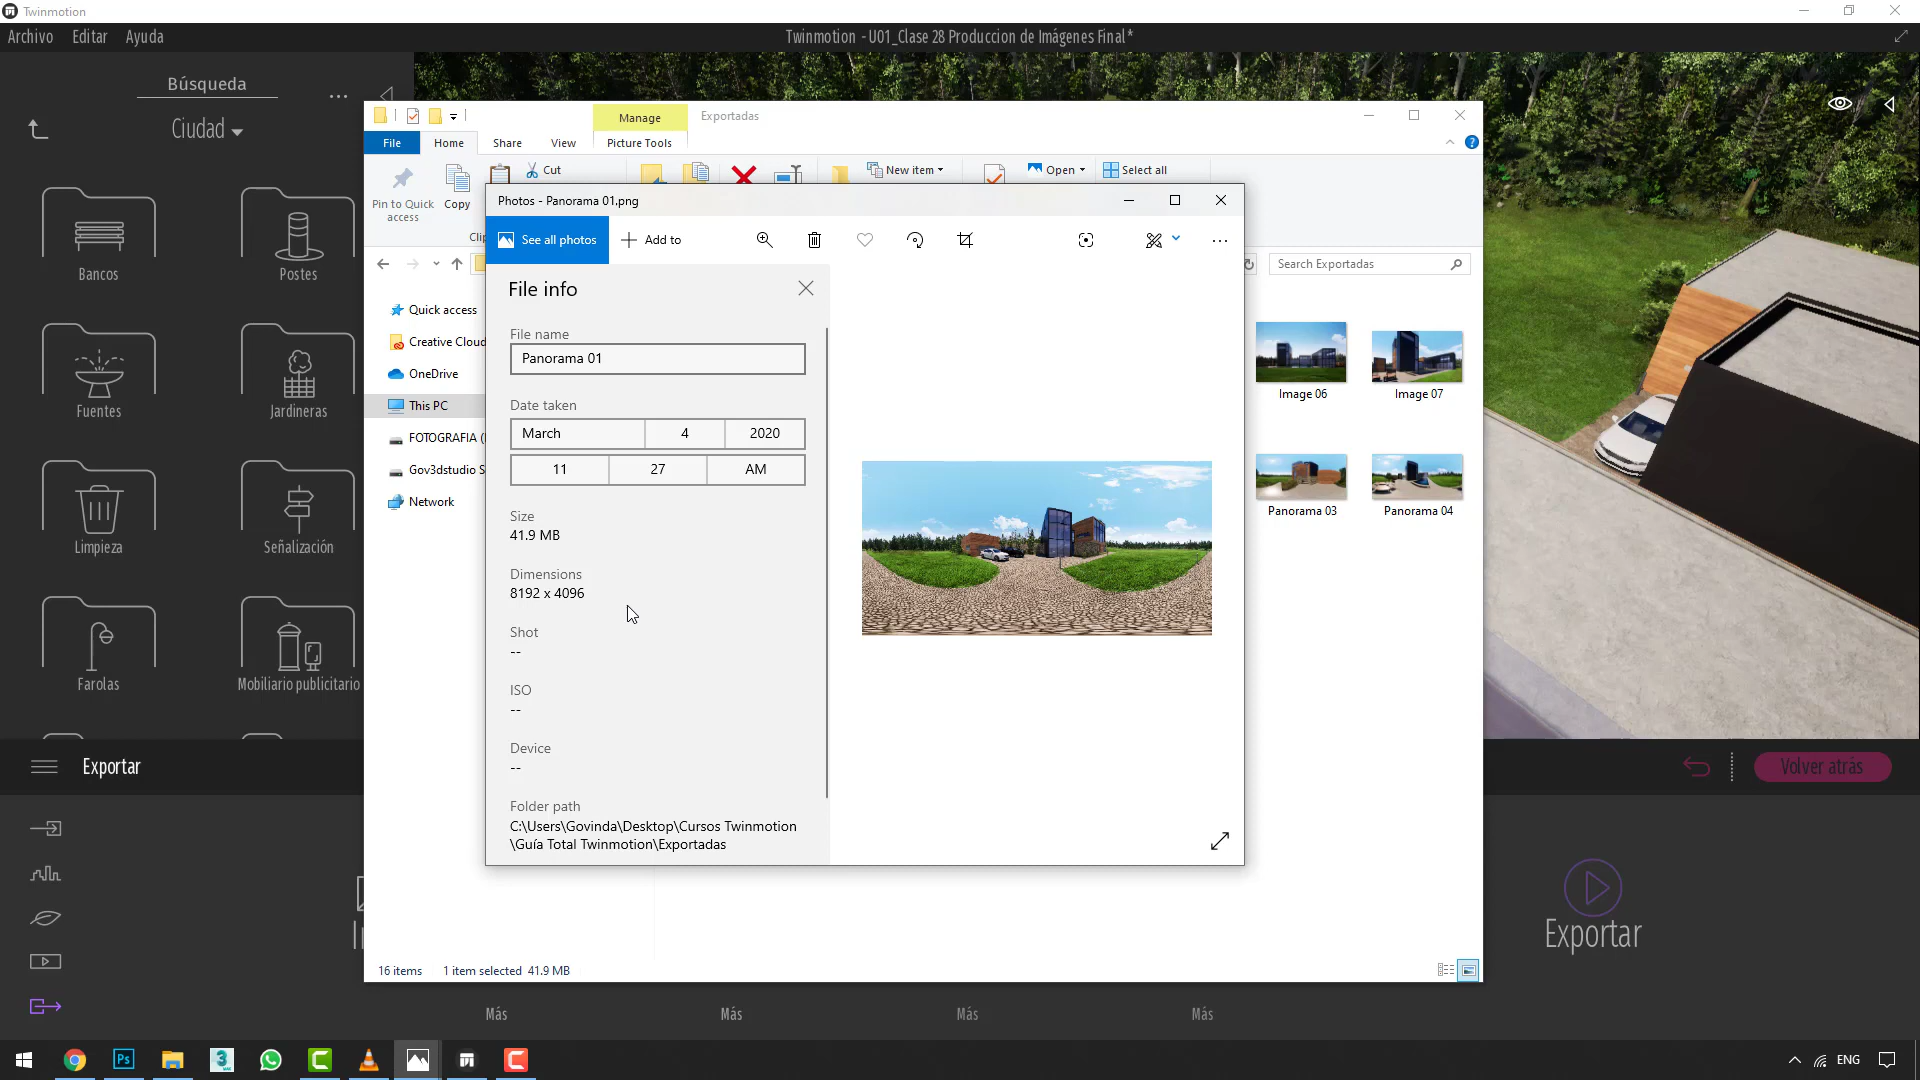 Twinmotion
Archivo Editar Ayuda
Twinmotion - U01_Clase 28 Produccion de Imágenes Final*
Búsqueda
...
Ciudad
Bancos
Postes
Fuentes
Jardineras
Limpieza
Señalización
Farolas
Mobiliario publicitario
Manage
Exportadas
File
Home
Share
View
Picture Tools
Pin to Quick
access
Copy
Cut
New item
Open
Select all
Search Exportadas
Quick access
Creative Cloud
OneDrive
This PC
FOTOGRAFIA (
Gov3dstudio S
Network
Image 06
Image 07
Panorama 03
Panorama 04
Photos - Panorama 01.png
See all photos
Add to
File info
File name
Panorama 01
Date taken
March 4 2020
11 27 AM
Size
41.9 MB
Dimensions
8192 x 4096
Shot
--
ISO
--
Device
--
Folder path
C:\Users\Govinda\Desktop\Cursos Twinmotion
\Guía Total Twinmotion\Exportadas
16 items 1 item selected 41.9 MB
Exportar
Volver atrás
Exportar
Más
Más
Más
Más
Ps
ENG